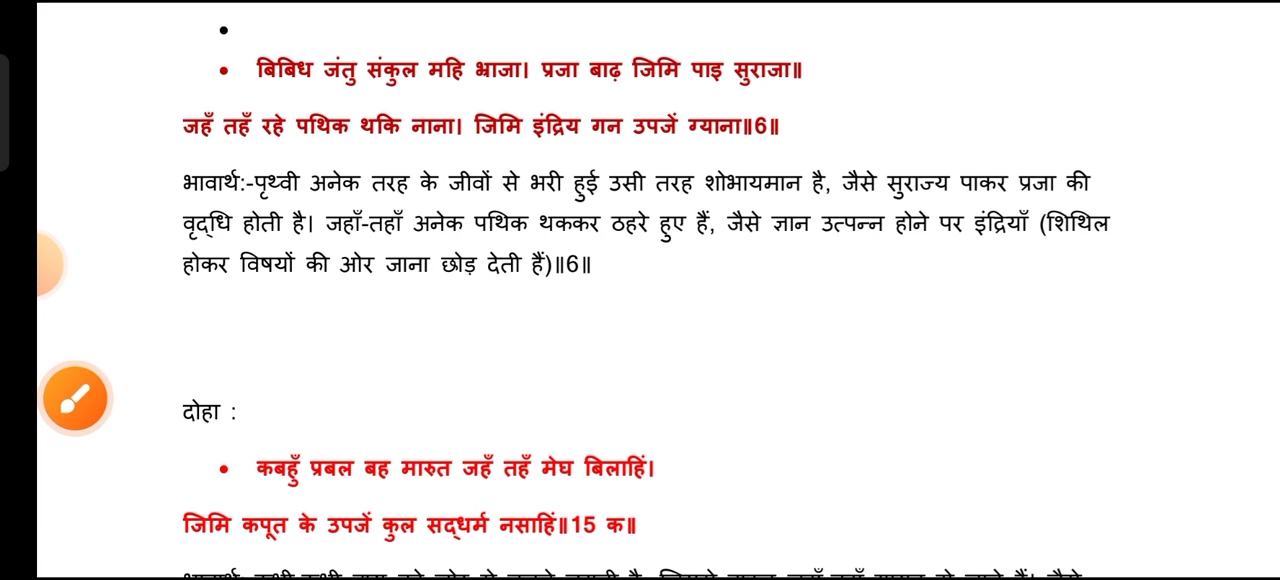 बिबिध जंतु संकुल महि भ्राजा। प्रजा बाढ़ जिमि पाइ सुराजा॥
जहँ तहँ रहे पथिक थकि नाना। जिमि इंद्रिय गन उपजें ग्याना॥6॥
भावार्थ:-पृथ्वी अनेक तरह के जीवों से भरी हुई उसी तरह शोभायमान है, जैसे सुराज्य पाकर प्रजा की
वृद्धि होती है। जहाँ-तहाँ अनेक पथिक थककर ठहरे हुए हैं, जैसे ज्ञान उत्पन्न होने पर इंद्रियाँ (शिथिल
होकर विषयों की ओर जाना छोड़ देती हैं)॥6॥
दोहा :
कबहुँ प्रबल बह मारुत जहँ तहँ मेघ बिलाहिं।
जिमि कपूत के उपजें कुल सद्धर्म नसाहिं॥15 क॥